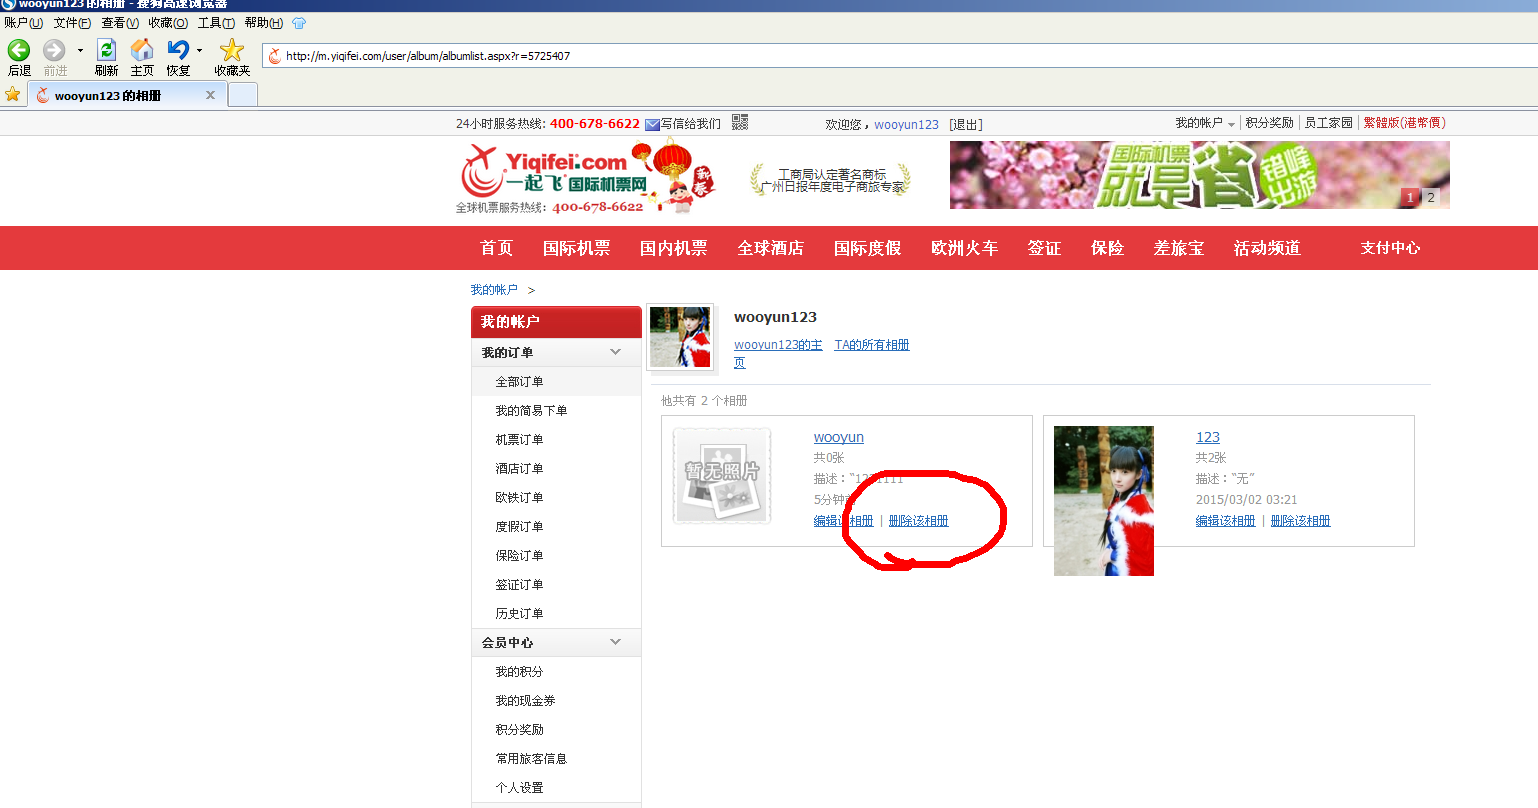 wooyun123 的相册 - 搜狗高速浏览器
账户(U) 文件(F) 查看(V) 收藏(O) 工具(T) 帮助(H)
后退 前进 刷新 主页 恢复 收藏夹
http://m.yiqifei.com/user/album/albumlist.aspx?r=5725407
wooyun123 的相册 x
24小时服务热线: 400-678-6622 写信给我们 欢迎您，wooyun123 [退出] 我的帐户 积分奖励 员工家园 繁體版(港幣價)
Yiqifei.com
一起飞 国际机票网
新春
全球机票服务热线: 400-678-6622
工商局认定著名商标
广州日报年度电子商旅专家
国际机票
就是省
错峰
出游
1 2
首页 国际机票 国内机票 全球酒店 国际度假 欧洲火车 签证 保险 差旅宝 活动频道 支付中心
我的帐户 >
我的帐户
我的订单
全部订单
我的简易下单
机票订单
酒店订单
欧铁订单
度假订单
保险订单
签证订单
历史订单
会员中心
我的积分
我的现金券
积分奖励
常用旅客信息
个人设置
wooyun123
wooyun123的主
页
TA的所有相册
他共有 2 个相册
暂无照片
wooyun
共0张
描述：“1
5分钟
编辑该相册 | 删除该相册
123
共2张
描述：“无”
2015/03/02 03:21
编辑该相册 | 删除该相册